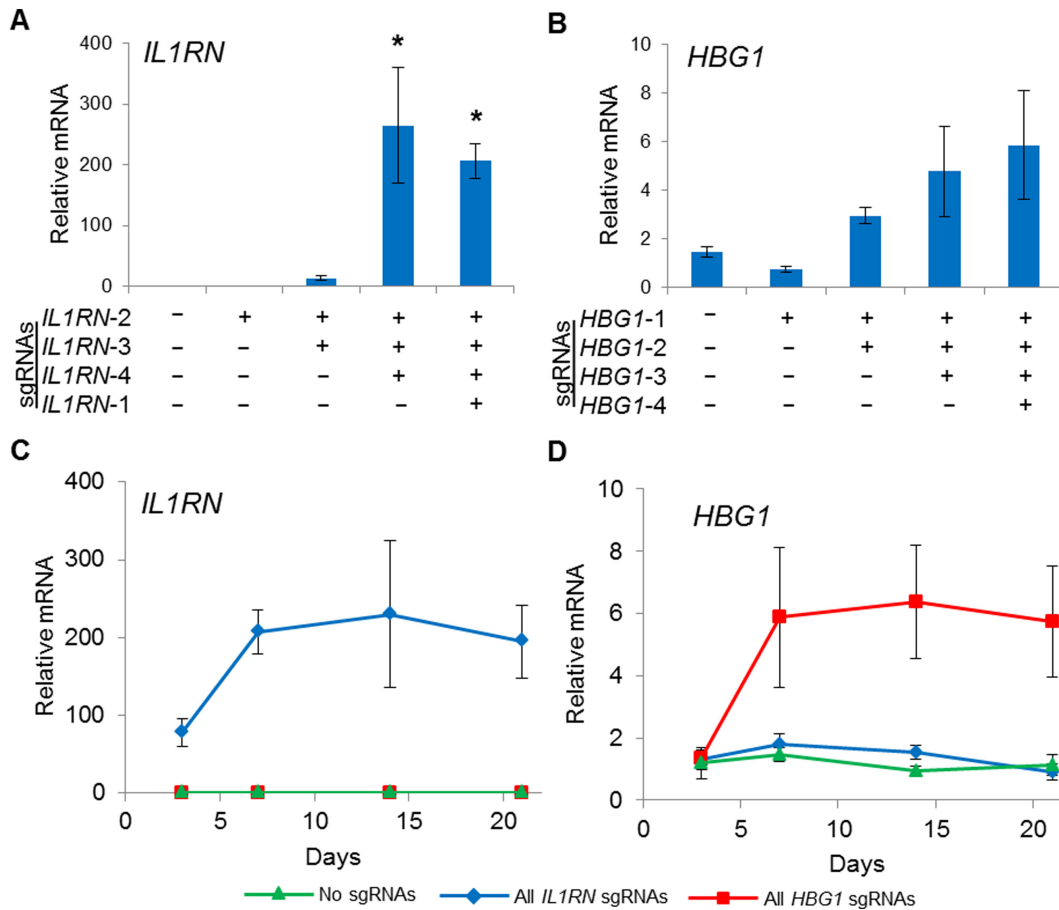 A
IL1RN
Relative mRNA
400
300
200
100
0
*
*
sgRNAs
IL1RN-2 − + + + +
IL1RN-3 − − + + +
IL1RN-4 − − − + +
IL1RN-1 − − − − +
B
HBG1
Relative mRNA
10
8
6
4
2
0
sgRNAs
HBG1-1 − + + + +
HBG1-2 − − + + +
HBG1-3 − − − + +
HBG1-4 − − − − +
C
IL1RN
Relative mRNA
400
300
200
100
0
0 5 10 15 20
Days
D
HBG1
Relative mRNA
10
8
6
4
2
0
0 5 10 15 20
Days
No sgRNAs All IL1RN sgRNAs All HBG1 sgRNAs